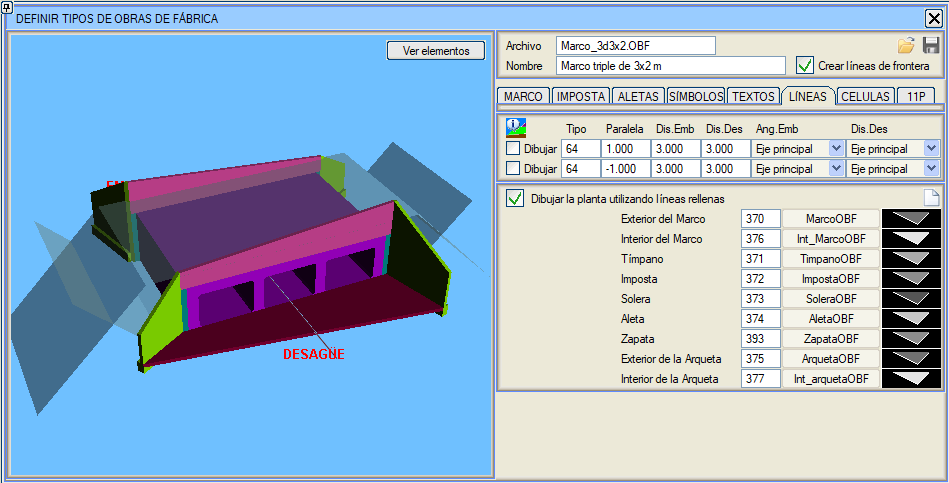 DEFINIR TIPOS DE OBRAS DE FÁBRICA
Ver elementos
DESAGÜE
Archivo Marco_3d3x2.OBF
Nombre Marco triple de 3x2 m Crear líneas de frontera
MARCO IMPOSTA ALETAS SÍMBOLOS TEXTOS LÍNEAS CELULAS 11P
Tipo Paralela Dis.Emb Dis.Des Ang.Emb Dis.Des
Dibujar 64 1.000 3.000 3.000 Eje principal Eje principal
Dibujar 64 -1.000 3.000 3.000 Eje principal Eje principal
Dibujar la planta utilizando líneas rellenas
Exterior del Marco 370 MarcoOBF
Interior del Marco 376 Int_MarcoOBF
Tímpano 371 TimpanoOBF
Imposta 372 ImpostaOBF
Solera 373 SoleraOBF
Aleta 374 AletaOBF
Zapata 393 ZapataOBF
Exterior de la Arqueta 375 ArquetaOBF
Interior de la Arqueta 377 Int_arquetaOBF